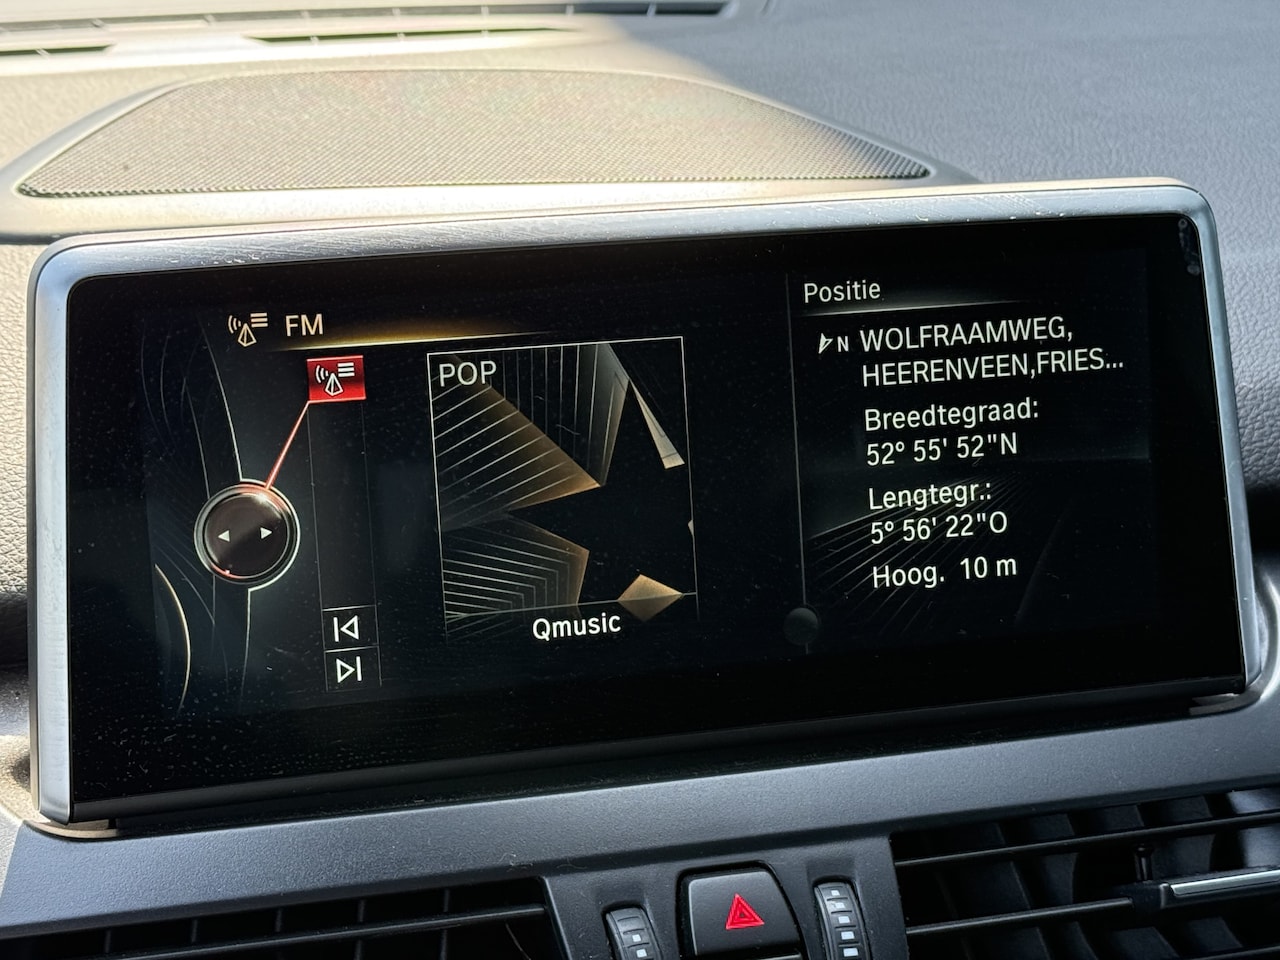 FM
POP
Qmusic
Positie
N WOLFRAAMWEG,
HEERENVEEN,FRIES...
Breedtegraad:
52° 55' 52"N
Lengtegr.:
5° 56' 22"O
Hoog. 10 m